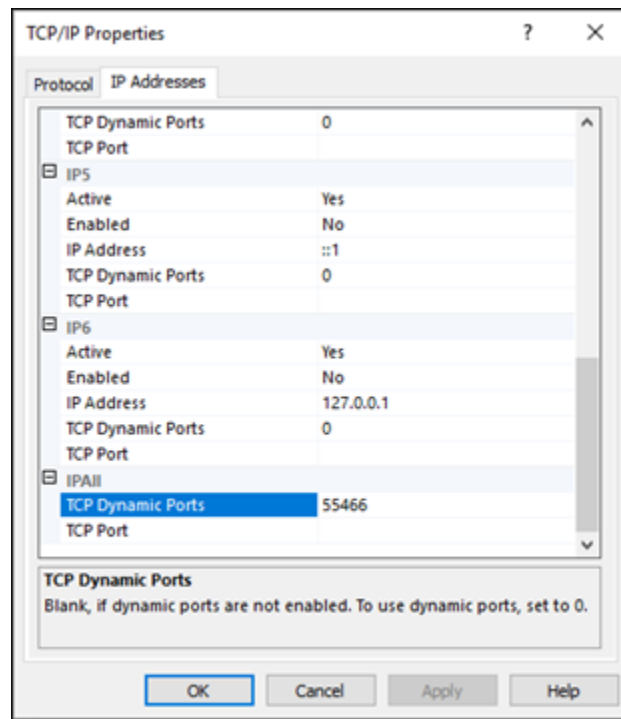 TCP/IP Properties ? ×
Protocol IP Addresses
TCP Dynamic Ports 0
TCP Port
IP5
Active Yes
Enabled No
IP Address ::1
TCP Dynamic Ports 0
TCP Port
IP6
Active Yes
Enabled No
IP Address 127.0.0.1
TCP Dynamic Ports 0
TCP Port
IPAll
TCP Dynamic Ports 55466
TCP Port
TCP Dynamic Ports
Blank, if dynamic ports are not enabled. To use dynamic ports, set to 0.
OK Cancel Apply Help